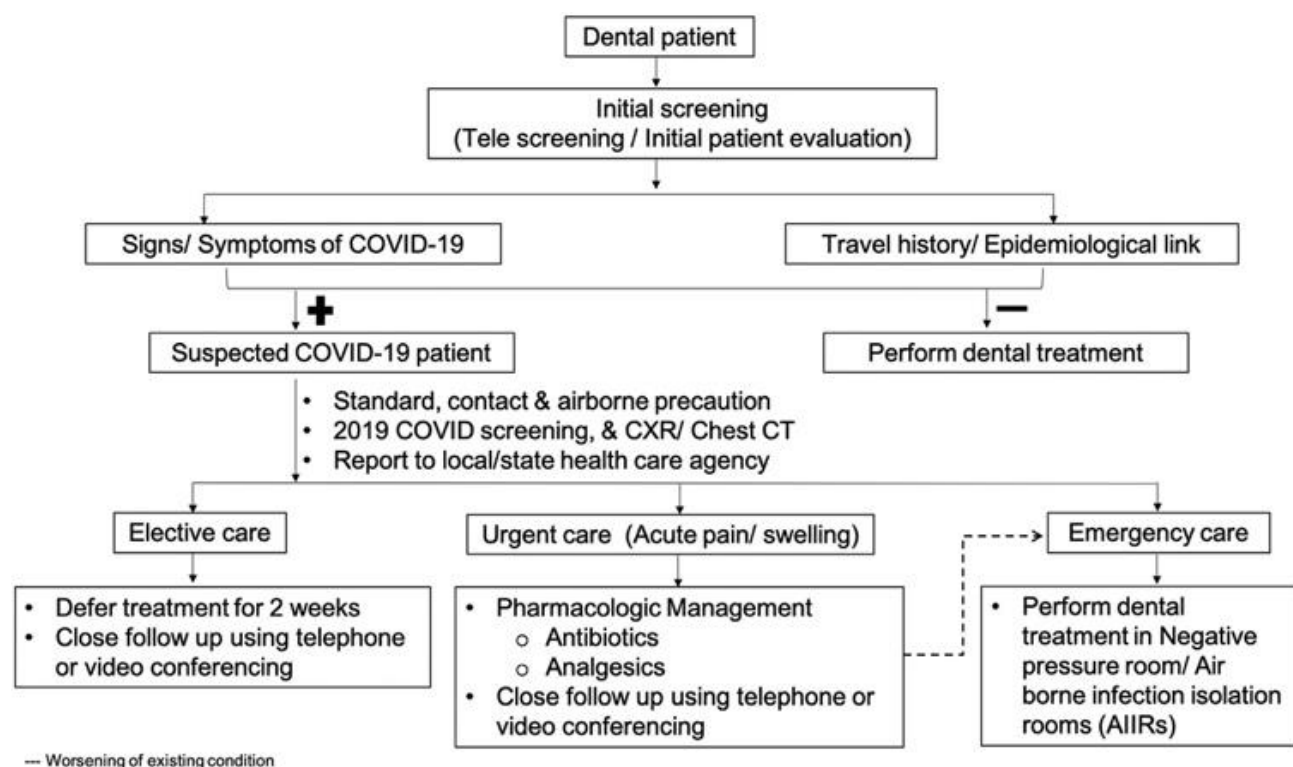 Dental patient
Initial screening
(Tele screening / Initial patient evaluation)
Signs/ Symptoms of COVID-19
Travel history/ Epidemiological link
+
−
Suspected COVID-19 patient
Perform dental treatment
• Standard, contact & airborne precaution
• 2019 COVID screening, & CXR/ Chest CT
• Report to local/state health care agency
Elective care
Urgent care (Acute pain/ swelling)
Emergency care
• Defer treatment for 2 weeks
• Close follow up using telephone
or video conferencing
• Pharmacologic Management
o Antibiotics
o Analgesics
• Close follow up using telephone or
video conferencing
• Perform dental
treatment in Negative
pressure room/ Air
borne infection isolation
rooms (AIIRs)
--- Worsening of existing condition